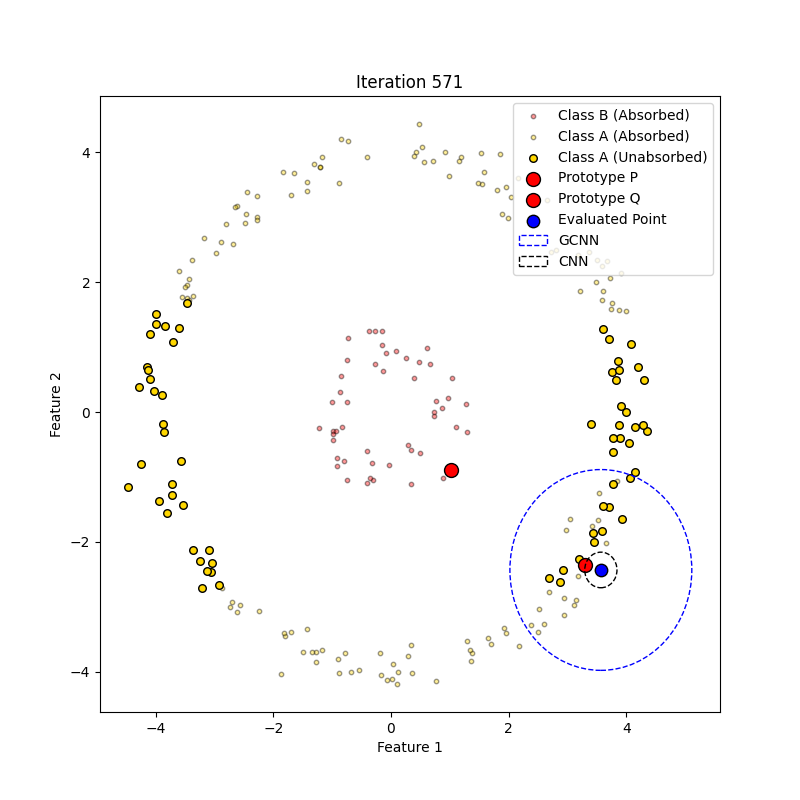 Iteration 571
Class B (Absorbed)
Class A (Absorbed)
Class A (Unabsorbed)
Prototype P
Prototype Q
Evaluated Point
GCNN
CNN
4
2
0
−2
−4
Feature 2
−4
−2
0
2
4
Feature 1